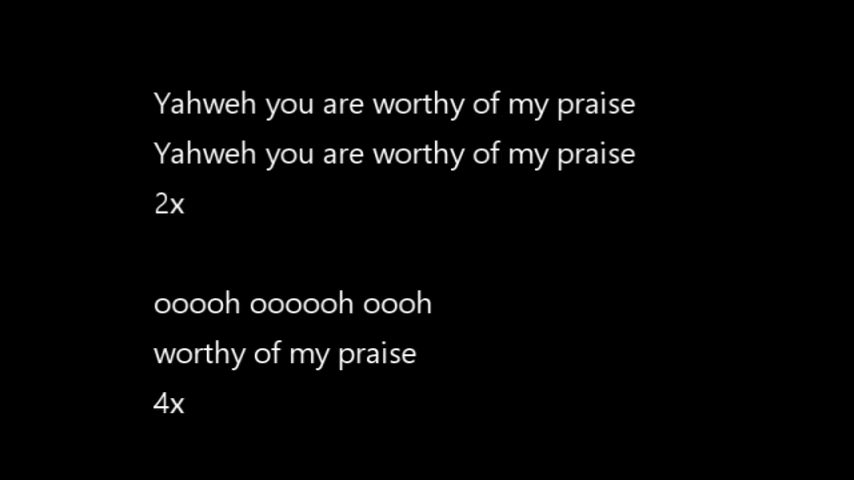 Yahweh you are worthy of my praise
Yahweh you are worthy of my praise
2x
ooooh oooooh oooh
worthy of my praise
4x